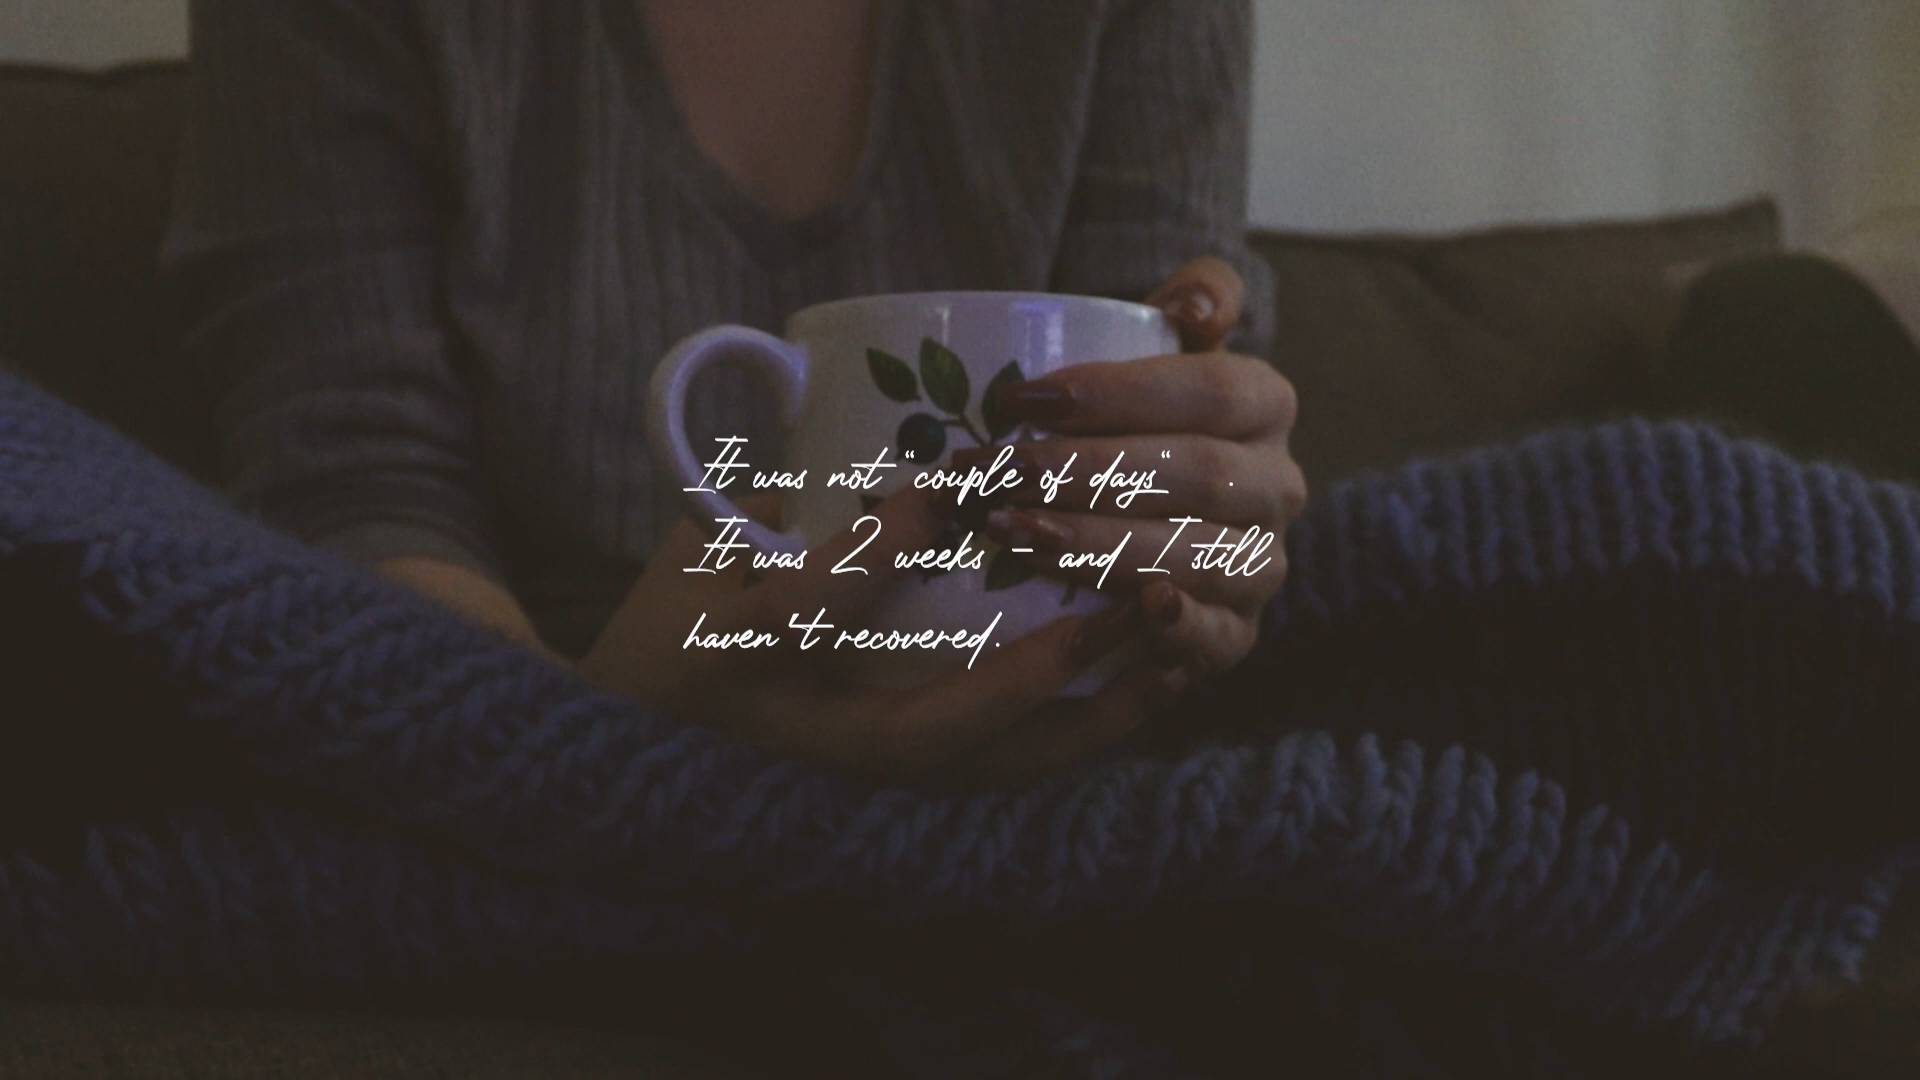 It was not “couple of days“ .
It was 2 weeks - and I still
haven't recovered.